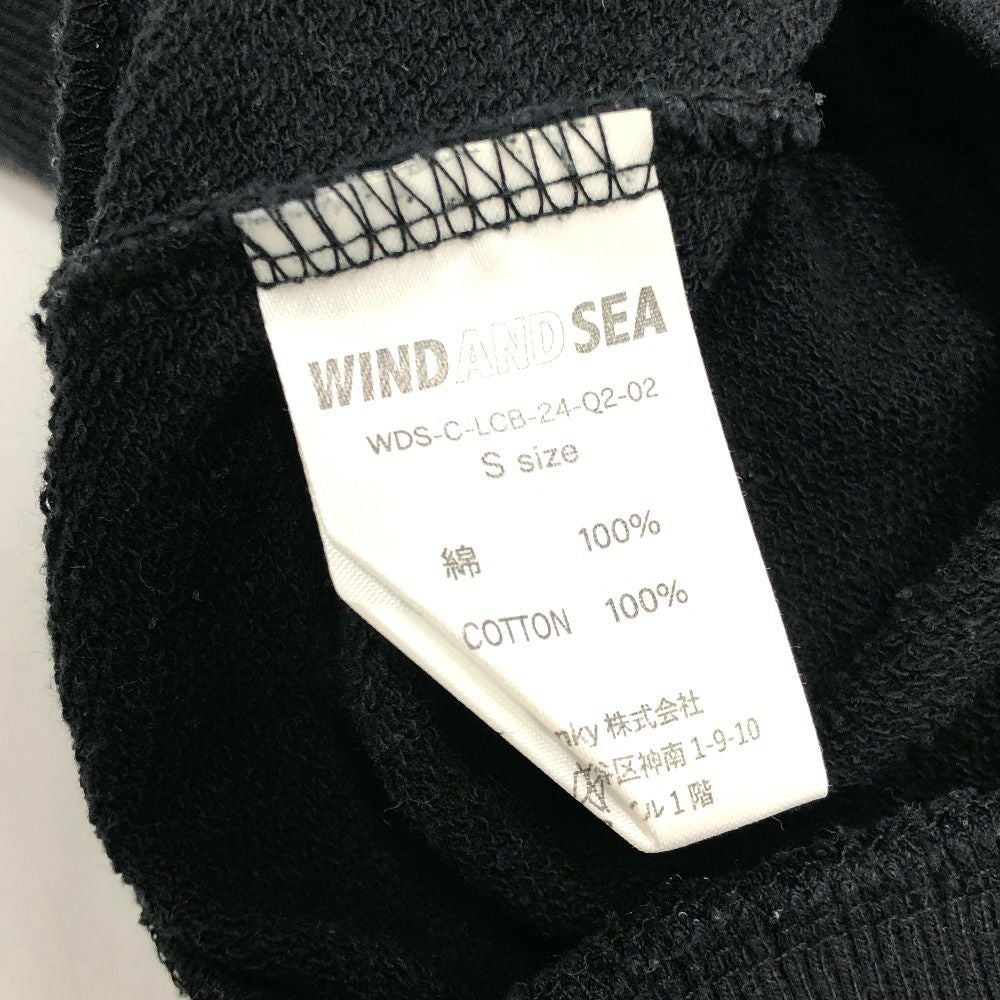 WIND AND SEA
WDS-C-LCB-24-Q2-02
S size
綿 100%
COTTON 100%
nky 株式会社
谷区神南 1-9-10
ル 1 階